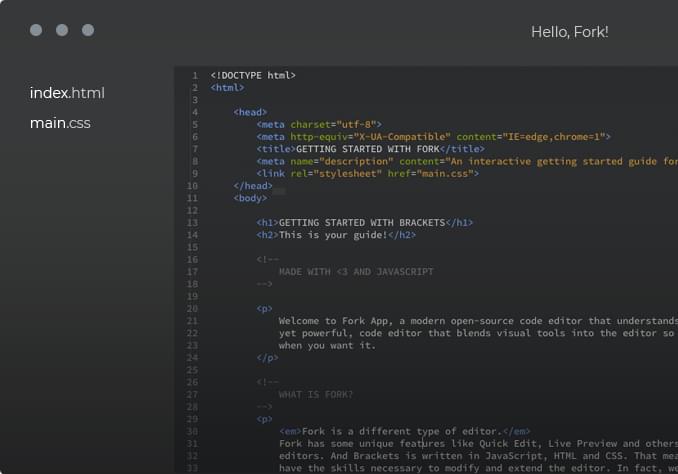 Hello, Fork!
index.html
main.css
1 <!DOCTYPE html>
2 <html>
3
4 <head>
5 <meta charset="utf-8">
6 <meta http-equiv="X-UA-Compatible" content="IE=edge,chrome=1">
7 <title>GETTING STARTED WITH FORK</title>
8 <meta name="description" content="An interactive getting started guide for
9 <link rel="stylesheet" href="main.css">
10 </head>
11 <body>
12
13 <h1>GETTING STARTED WITH BRACKETS</h1>
14 <h2>This is your guide!</h2>
15
16 <!--
17 MADE WITH <3 AND JAVASCRIPT
18 -->
19
20 <p>
21 Welcome to Fork App, a modern open-source code editor that understands
22 yet powerful, code editor that blends visual tools into the editor so
23 when you want it.
24 </p>
25
26 <!--
27 WHAT IS FORK?
28 -->
29 <p>
30 <em>Fork is a different type of editor.</em>
31 Fork has some unique features like Quick Edit, Live Preview and others
32 editors. And Brackets is written in JavaScript, HTML and CSS. That mea
33 have the skills necessary to modify and extend the editor. In fact, we